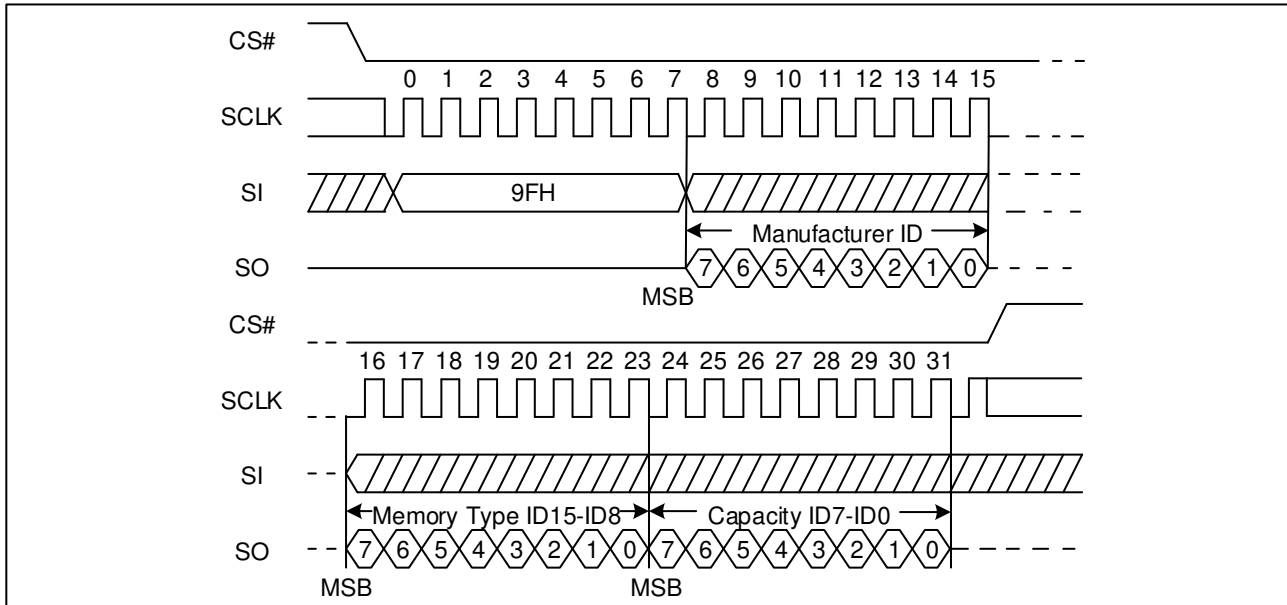 CS#
0 1 2 3 4 5 6 7 8 9 10 11 12 13 14 15
SCLK
SI
9FH
Manufacturer ID
SO
7 6 5 4 3 2 1 0
MSB
CS#
16 17 18 19 20 21 22 23 24 25 26 27 28 29 30 31
SCLK
SI
Memory Type ID15-ID8 Capacity ID7-ID0
SO
7 6 5 4 3 2 1 0 7 6 5 4 3 2 1 0
MSB MSB